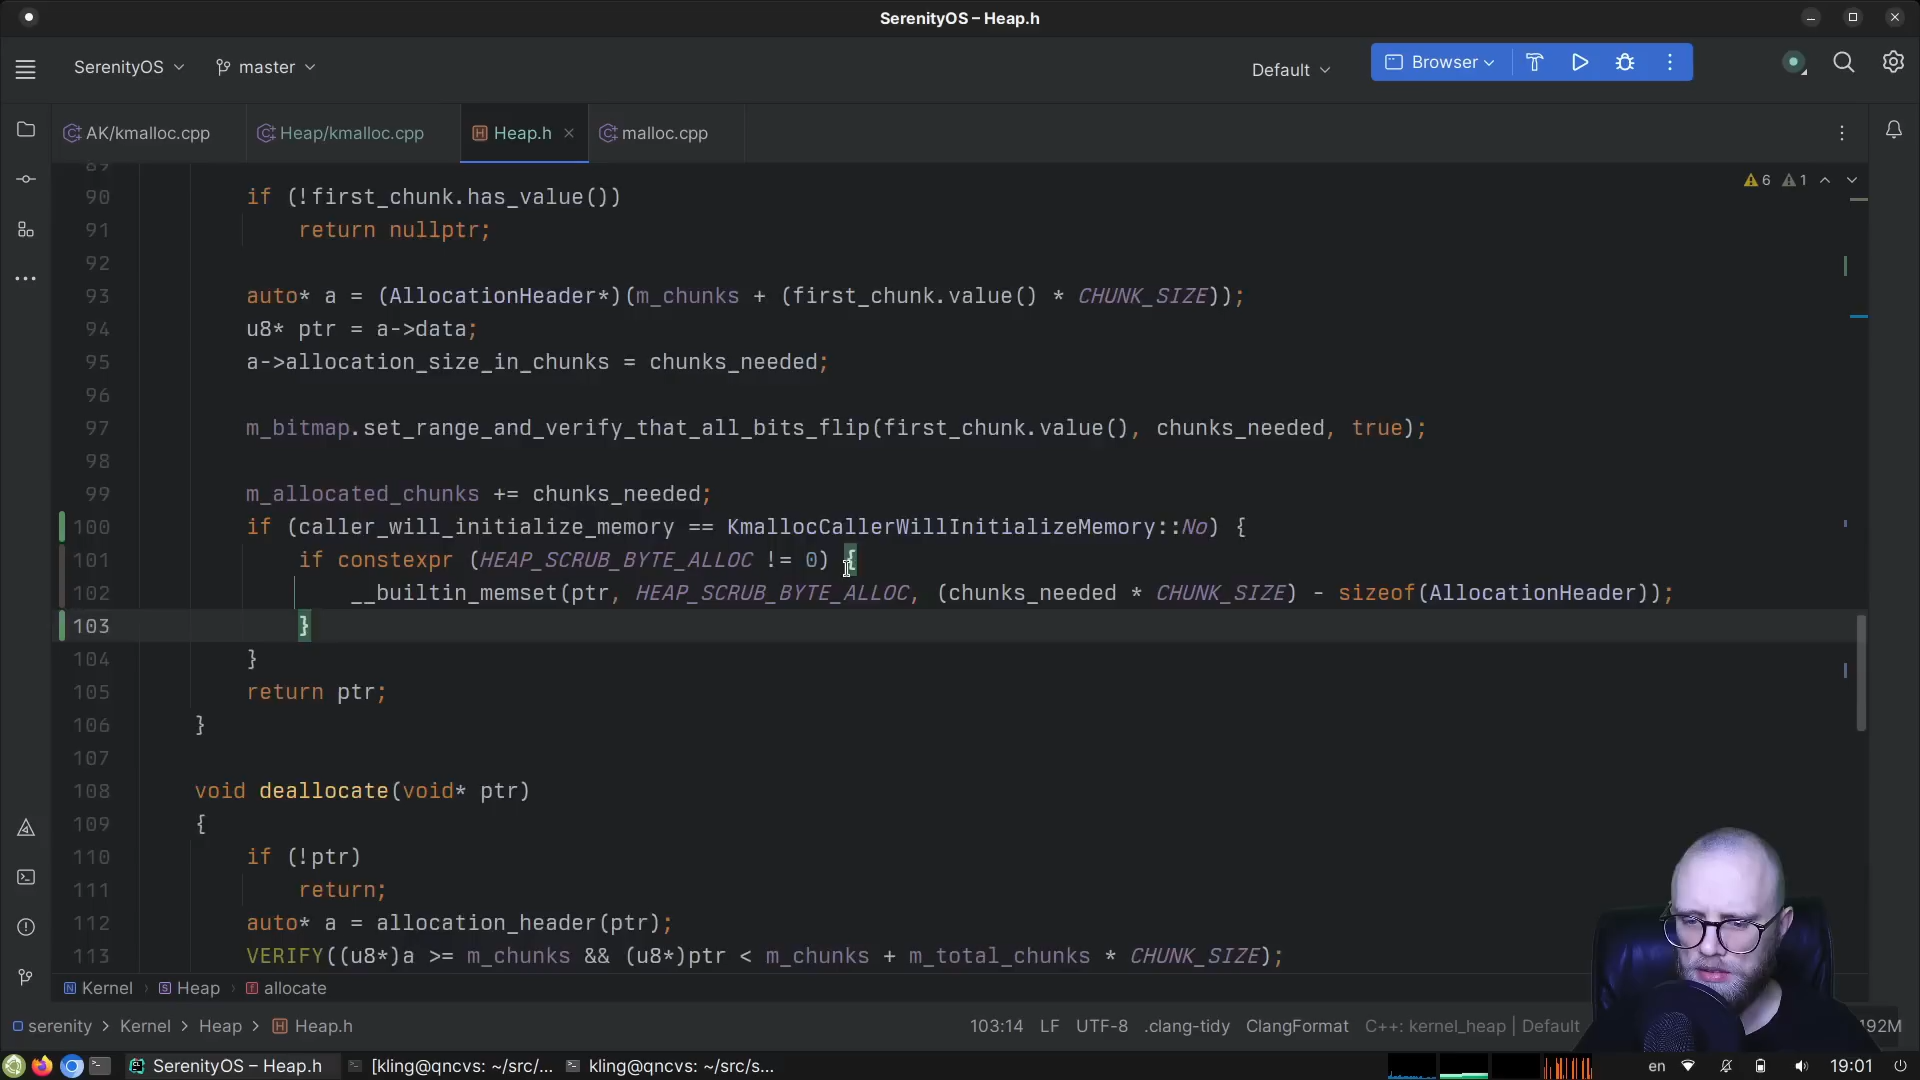 SerenityOS – Heap.h
SerenityOS master Default Browser
AK/kmalloc.cpp Heap/kmalloc.cpp Heap.h malloc.cpp
89
6 1
90 if (!first_chunk.has_value())
91 return nullptr;
92
93 auto* a = (AllocationHeader*)(m_chunks + (first_chunk.value() * CHUNK_SIZE));
94 u8* ptr = a->data;
95 a->allocation_size_in_chunks = chunks_needed;
96
97 m_bitmap.set_range_and_verify_that_all_bits_flip(first_chunk.value(), chunks_needed, true);
98
99 m_allocated_chunks += chunks_needed;
100 if (caller_will_initialize_memory == KmallocCallerWillInitializeMemory::No) {
101 if constexpr (HEAP_SCRUB_BYTE_ALLOC != 0) {
102 __builtin_memset(ptr, HEAP_SCRUB_BYTE_ALLOC, (chunks_needed * CHUNK_SIZE) - sizeof(AllocationHeader));
103 }
104 }
105 return ptr;
106 }
107
108 void deallocate(void* ptr)
109 {
110 if (!ptr)
111 return;
112 auto* a = allocation_header(ptr);
113 VERIFY((u8*)a >= m_chunks && (u8*)ptr < m_chunks + m_total_chunks * CHUNK_SIZE);
N Kernel S Heap f allocate
serenity Kernel Heap Heap.h 103:14 LF UTF-8 .clang-tidy ClangFormat C++: kernel_heap | Default 192M
SerenityOS – Heap.h [kling@qncvs: ~/src/... kling@qncvs: ~/src/s... en 19:01